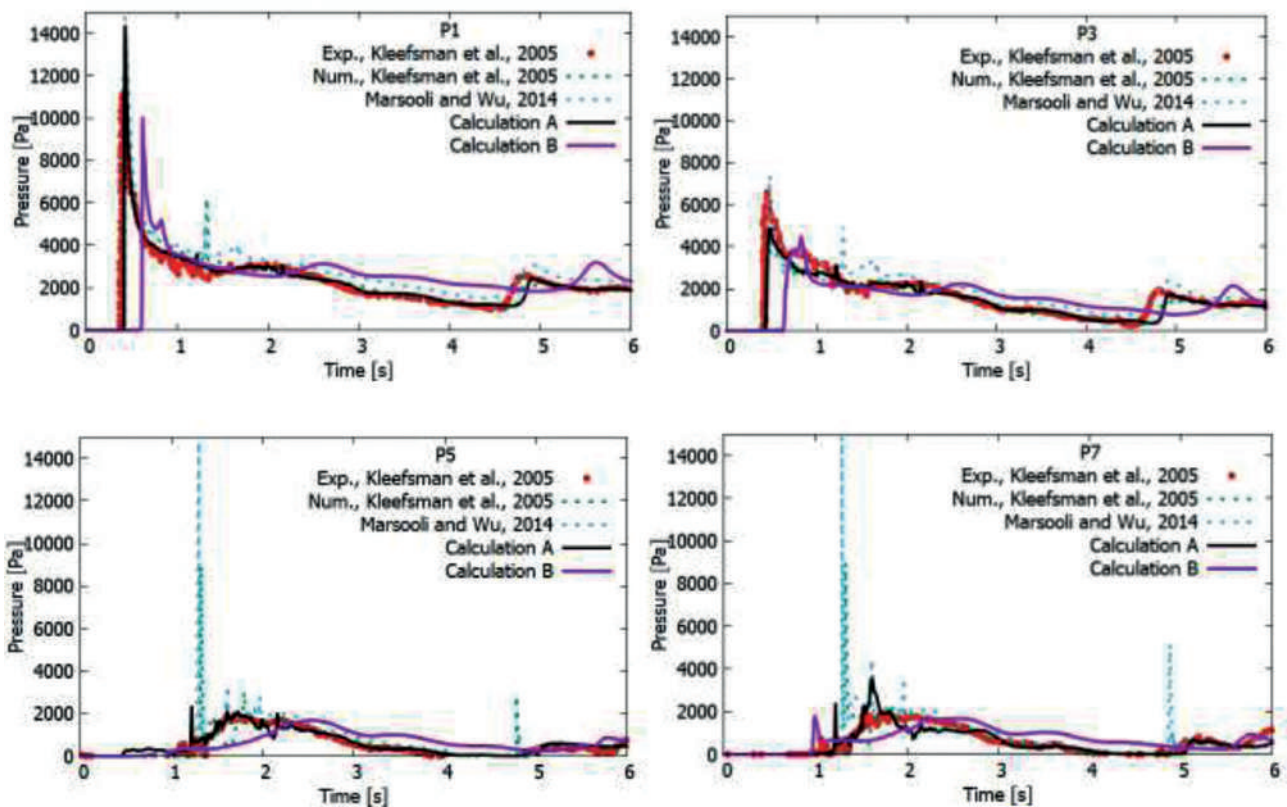 P1
Exp., Kleefsman et al., 2005
Num., Kleefsman et al., 2005
Marsooli and Wu, 2014
Calculation A
Calculation B
Pressure [Pa]
14000
12000
10000
8000
6000
4000
2000
0
0 1 2 3 4 5 6
Time [s]
P3
Exp., Kleefsman et al., 2005
Num., Kleefsman et al., 2005
Marsooli and Wu, 2014
Calculation A
Calculation B
Pressure [Pa]
14000
12000
10000
8000
6000
4000
2000
0
0 1 2 3 4 5 6
Time [s]
P5
Exp., Kleefsman et al., 2005
Num., Kleefsman et al., 2005
Marsooli and Wu, 2014
Calculation A
Calculation B
Pressure [Pa]
14000
12000
10000
8000
6000
4000
2000
0
0 1 2 3 4 5 6
Time [s]
P7
Exp., Kleefsman et al., 2005
Num., Kleefsman et al., 2005
Marsooli and Wu, 2014
Calculation A
Calculation B
Pressure [Pa]
14000
12000
10000
8000
6000
4000
2000
0
0 1 2 3 4 5 6
Time [s]